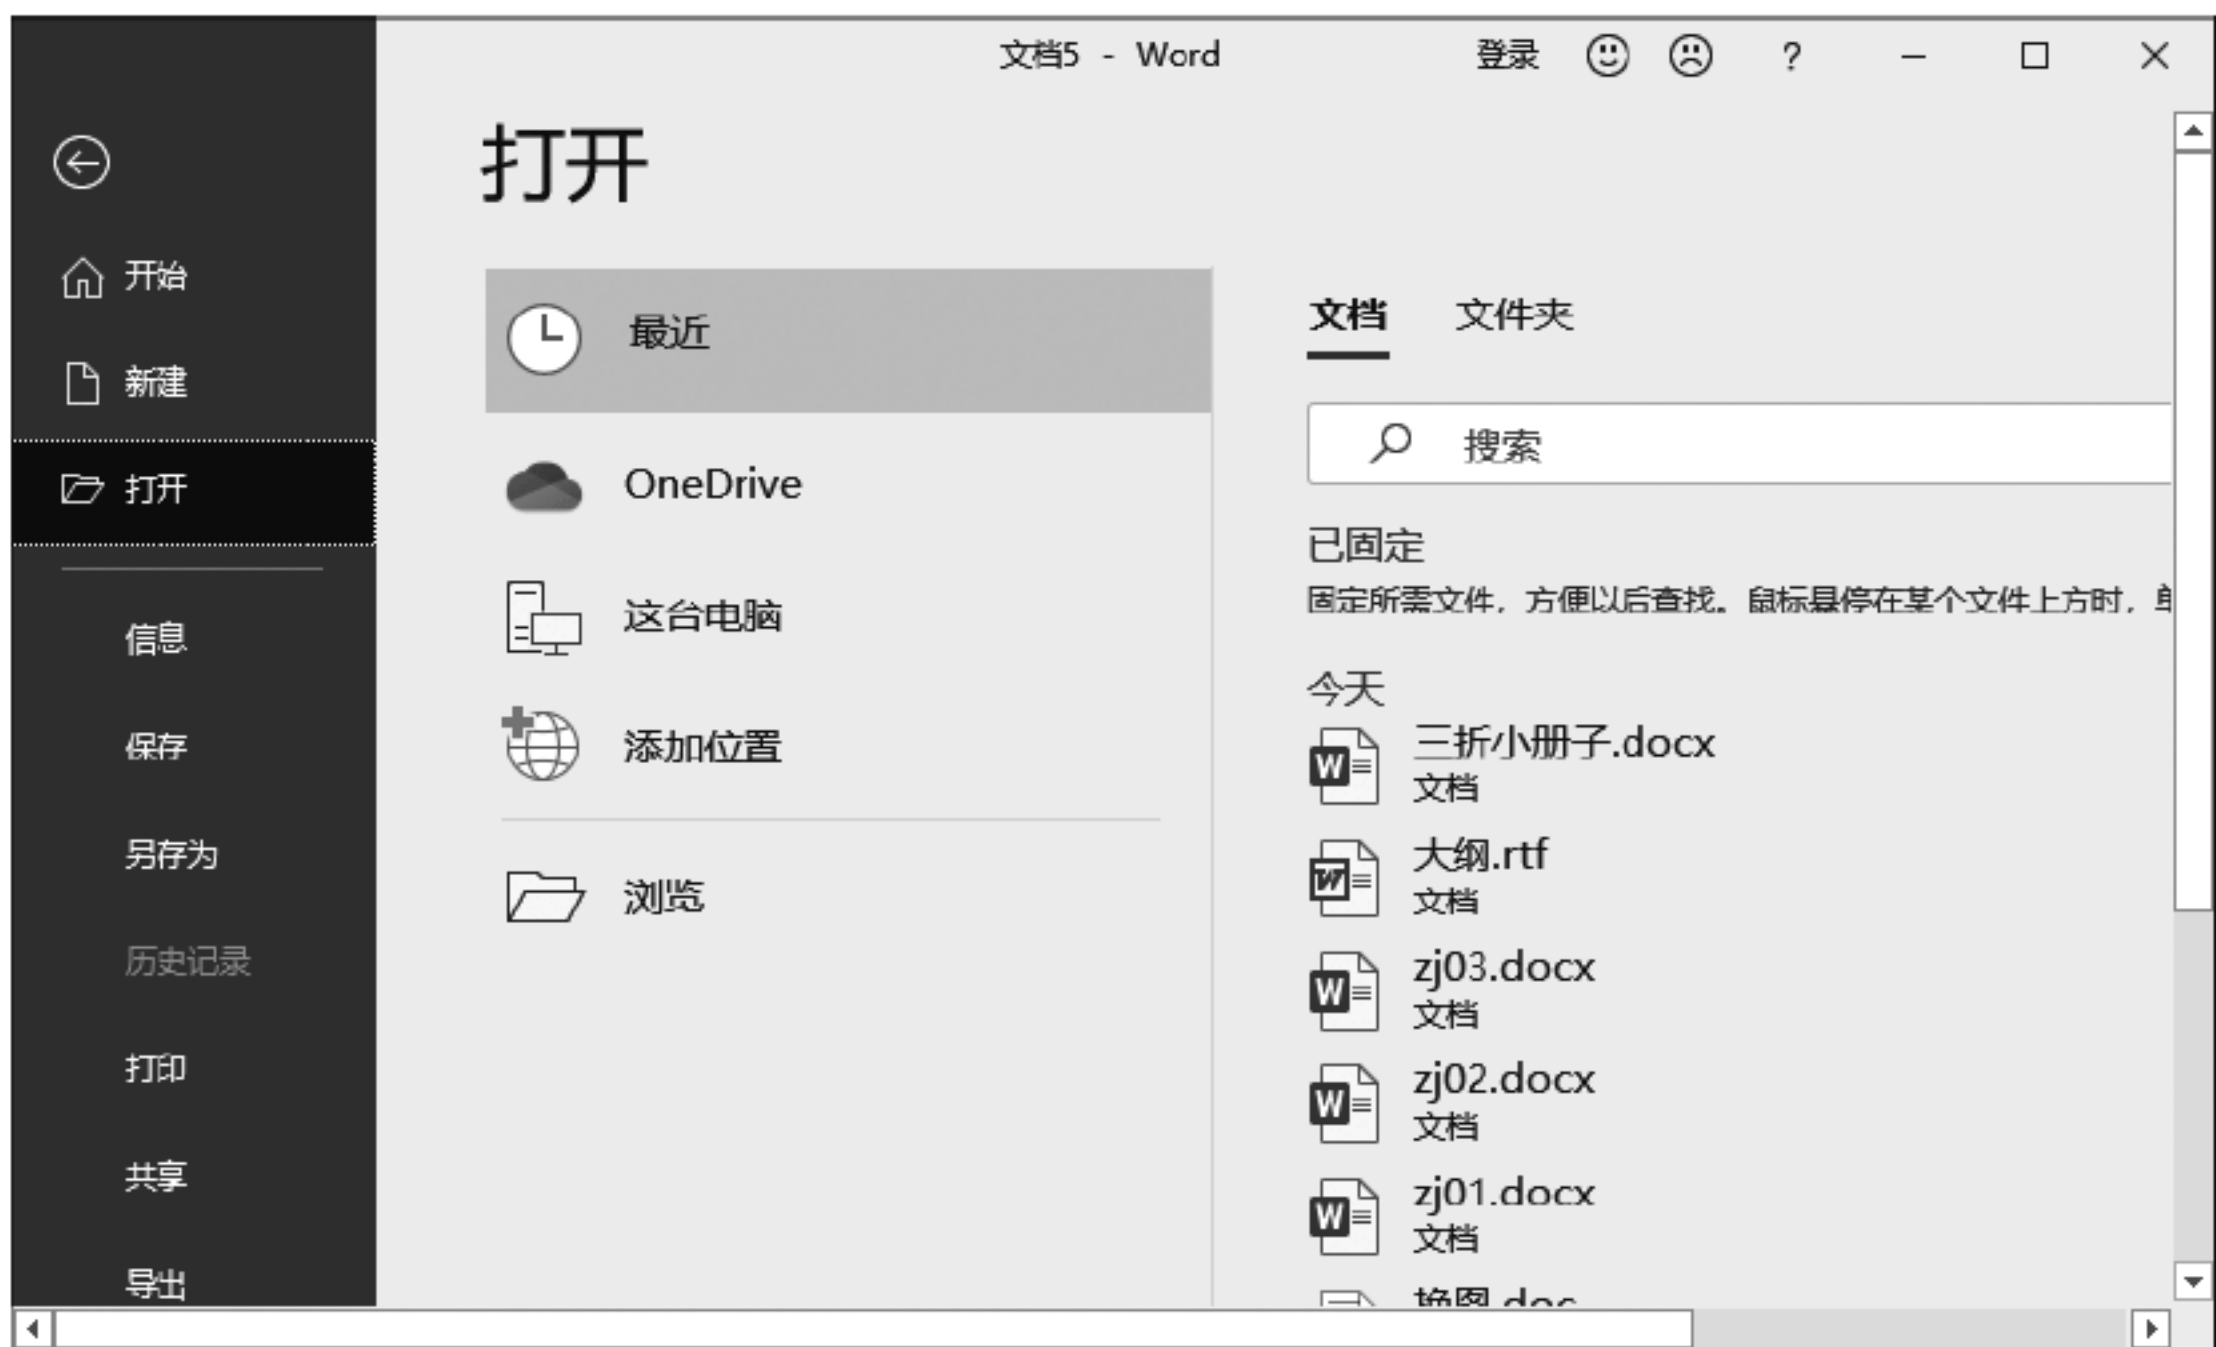 文档5 - Word
登录
?
打开
开始
新建
打开
信息
保存
另存为
历史记录
打印
共享
导出
最近
OneDrive
这台电脑
添加位置
浏览
文档 文件夹
搜索
已固定
固定所需文件，方便以后查找。鼠标悬停在某个文件上方时，单
今天
三折小册子.docx
文档
大纲.rtf
文档
zj03.docx
文档
zj02.docx
文档
zj01.docx
文档